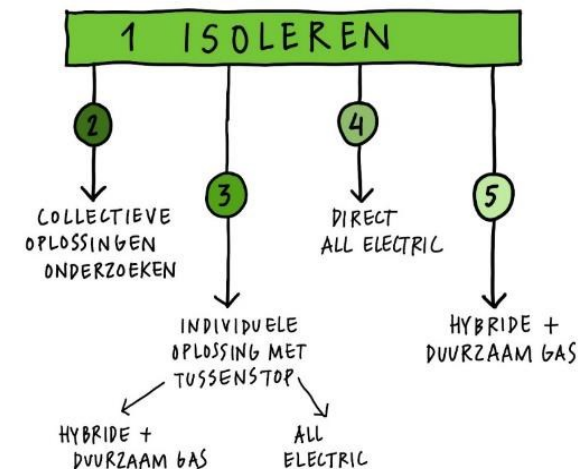 1 ISOLEREN
2
COLLECTIEVE
OPLOSSINGEN
ONDERZOEKEN
3
INDIVIDUELE
OPLOSSING MET
TUSSENSTOP
HYBRIDE +
DUURZAAM GAS
ALL
ELECTRIC
4
DIRECT
ALL ELECTRIC
5
HYBRIDE +
DUURZAAM GAS